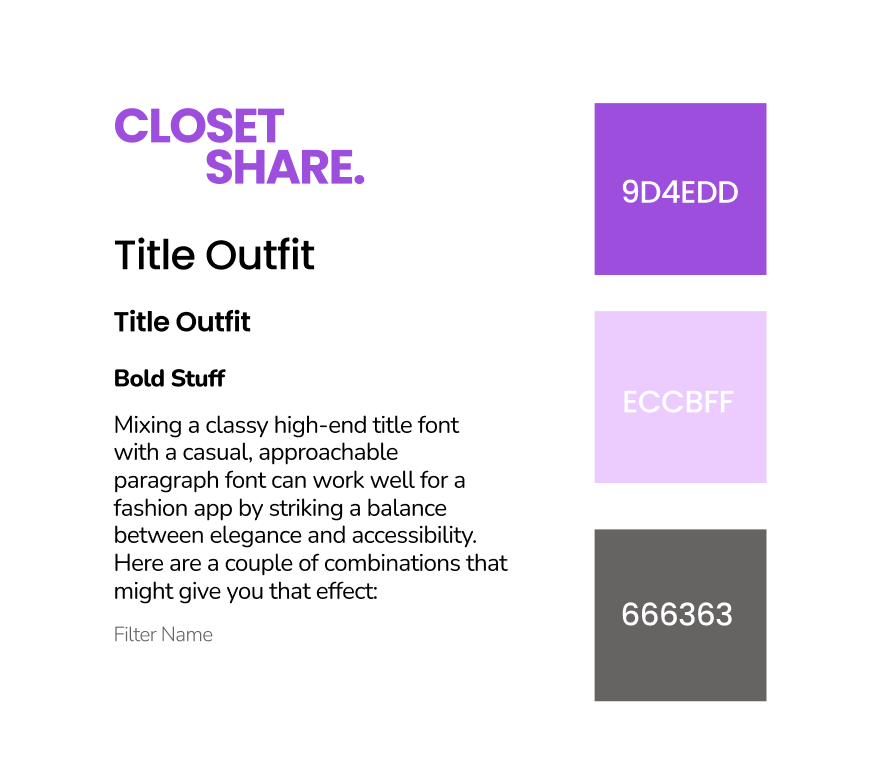 CLOSET
SHARE.
Title Outfit
Title Outfit
Bold Stuff
Mixing a classy high-end title font
with a casual, approachable
paragraph font can work well for a
fashion app by striking a balance
between elegance and accessibility.
Here are a couple of combinations that
might give you that effect:
Filter Name
9D4EDD
ECCBFF
666363